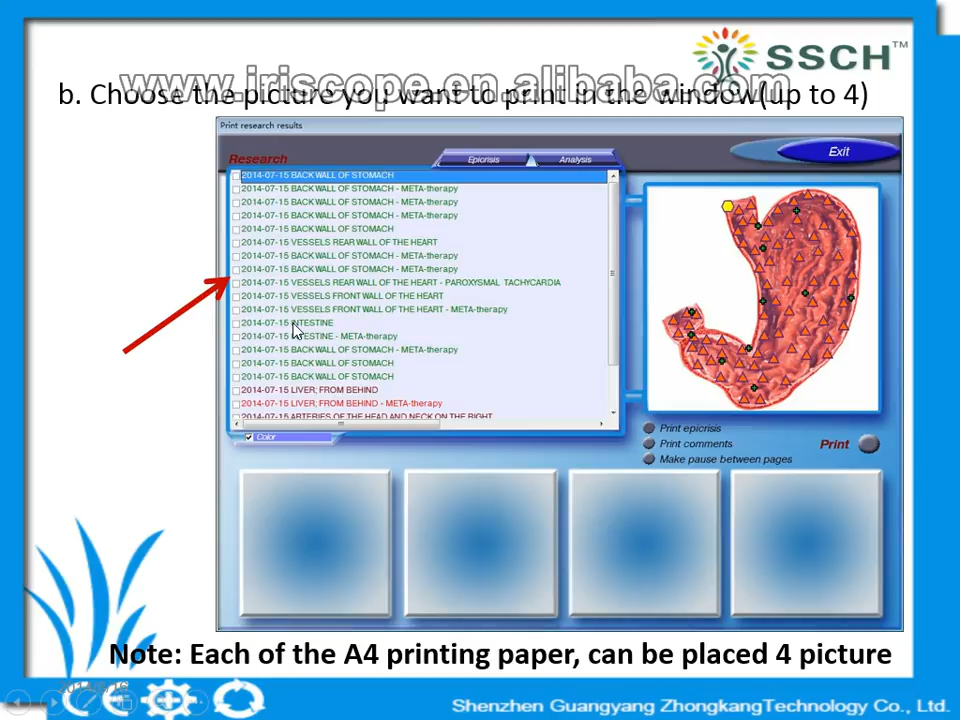 SSCH™
www.iriscope.en.alibaba.com
b. Choose the picture you want to print in the window(up to 4)
Print research results
Exit
Research
Epicrisis
Analysis
2014-07-15 BACK WALL OF STOMACH
2014-07-15 BACK WALL OF STOMACH - META-therapy
2014-07-15 BACK WALL OF STOMACH - META-therapy
2014-07-15 BACK WALL OF STOMACH - META-therapy
2014-07-15 BACK WALL OF STOMACH
2014-07-15 VESSELS REAR WALL OF THE HEART
2014-07-15 BACK WALL OF STOMACH - META-therapy
2014-07-15 BACK WALL OF STOMACH - META-therapy
2014-07-15 VESSELS REAR WALL OF THE HEART - PAROXYSMAL TACHYCARDIA
2014-07-15 VESSELS FRONT WALL OF THE HEART
2014-07-15 VESSELS FRONT WALL OF THE HEART - META-therapy
2014-07-15 INTESTINE
2014-07-15 INTESTINE - META-therapy
2014-07-15 BACK WALL OF STOMACH - META-therapy
2014-07-15 BACK WALL OF STOMACH
2014-07-15 BACK WALL OF STOMACH
2014-07-15 LIVER; FROM BEHIND
2014-07-15 LIVER; FROM BEHIND - META-therapy
2014-07-15 ARTERIES OF THE HEAD AND NECK ON THE RIGHT
Color
Print epicrisis
Print comments
Print
Make pause between pages
Note: Each of the A4 printing paper, can be placed 4 picture
Shenzhen Guangyang ZhongkangTechnology Co., Ltd.